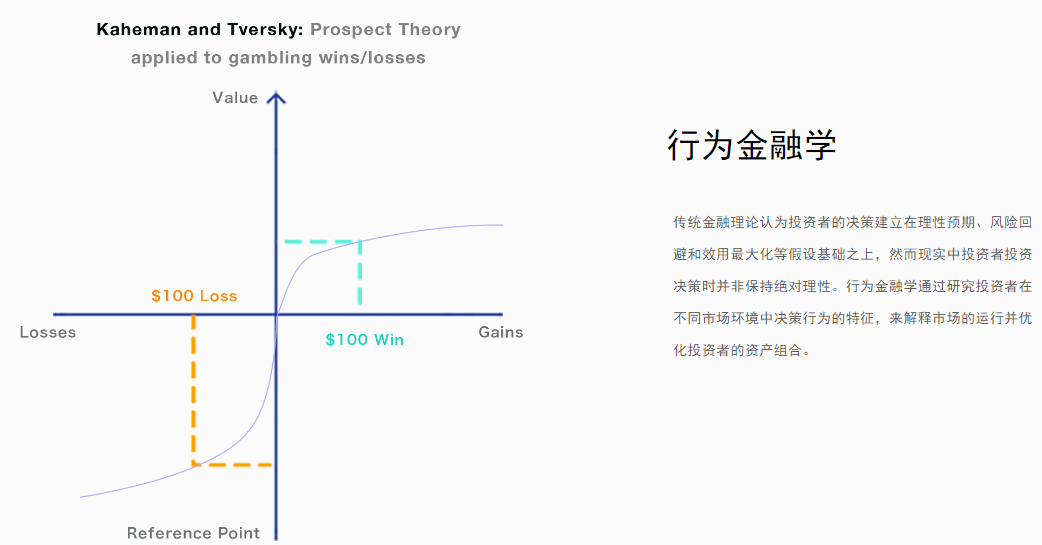 Kaheman and Tversky: Prospect Theory
applied to gambling wins/losses
Value
$100 Loss
Losses
$100 Win
Gains
Reference Point
行为金融学
传统金融理论认为投资者的决策建立在理性预期、风险回
避和效用最大化等假设基础之上，然而现实中投资者投资
决策时并非保持绝对理性。行为金融学通过研究投资者在
不同市场环境中决策行为的特征，来解释市场的运行并优
化投资者的资产组合。